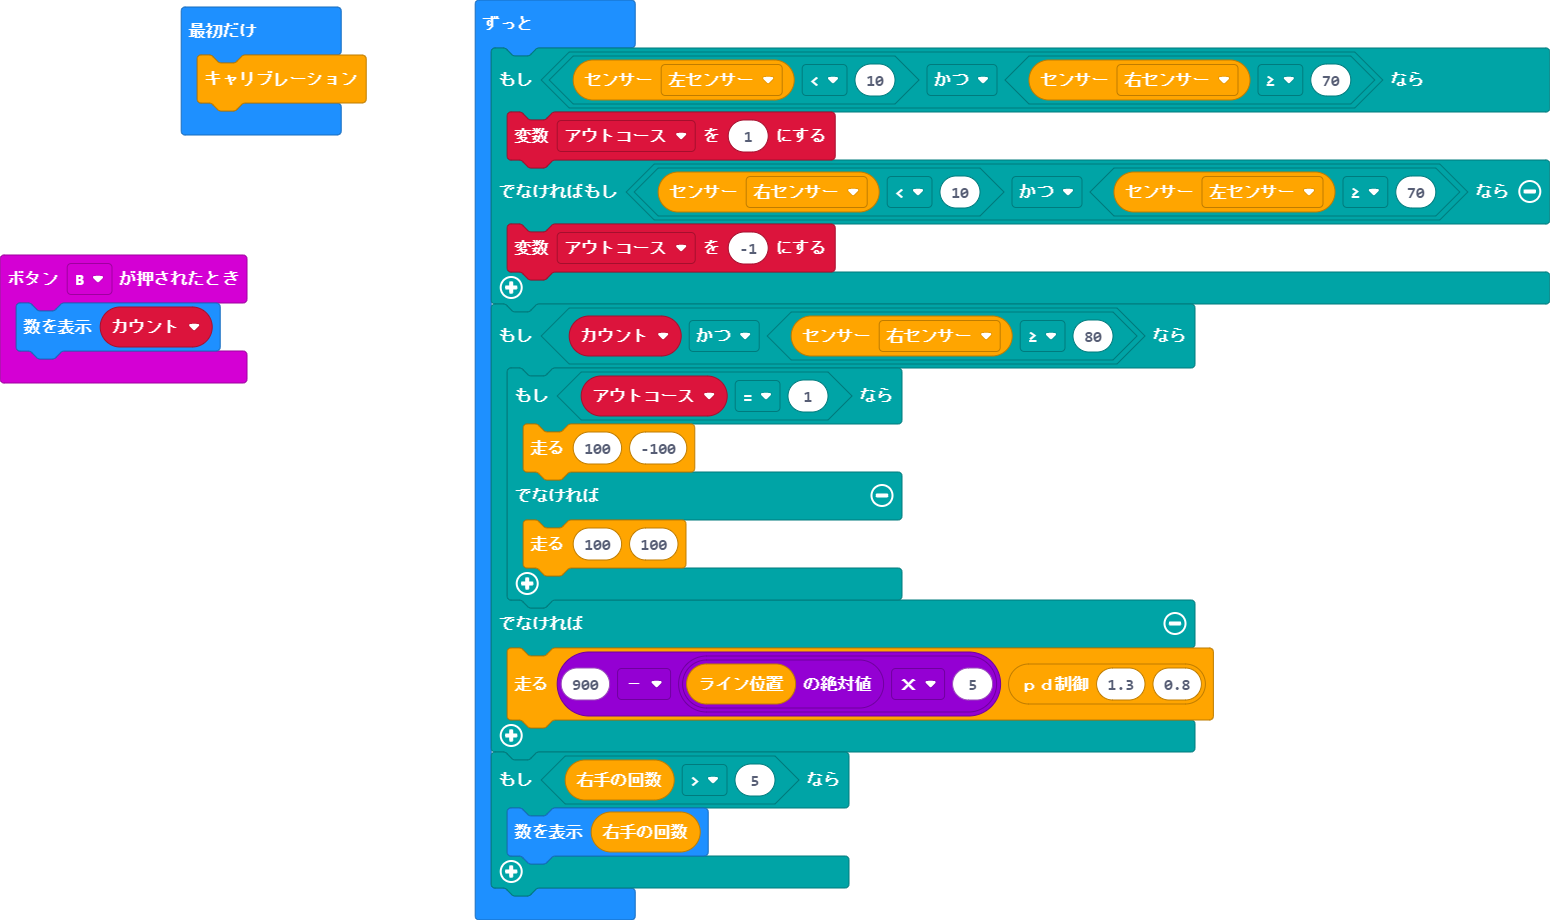 最初だけ
キャリブレーション
ボタン B が押されたとき
数を表示 カウント
ずっと
もし センサー 左センサー < 10 かつ センサー 右センサー ≥ 70 なら
変数 アウトコース を 1 にする
でなければもし センサー 右センサー < 10 かつ センサー 左センサー ≥ 70 なら
変数 アウトコース を -1 にする
もし カウント かつ センサー 右センサー ≥ 80 なら
もし アウトコース = 1 なら
走る 100 -100
でなければ
走る 100 100
でなければ
走る 900 - ライン位置 の絶対値 × 5 ｐｄ制御 1.3 0.8
もし 右手の回数 > 5 なら
数を表示 右手の回数